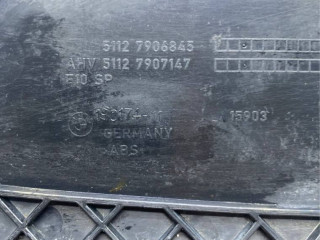 5112 7906845
AHV 5112 7907147
E10 SP
15903
GERMANY
ABS